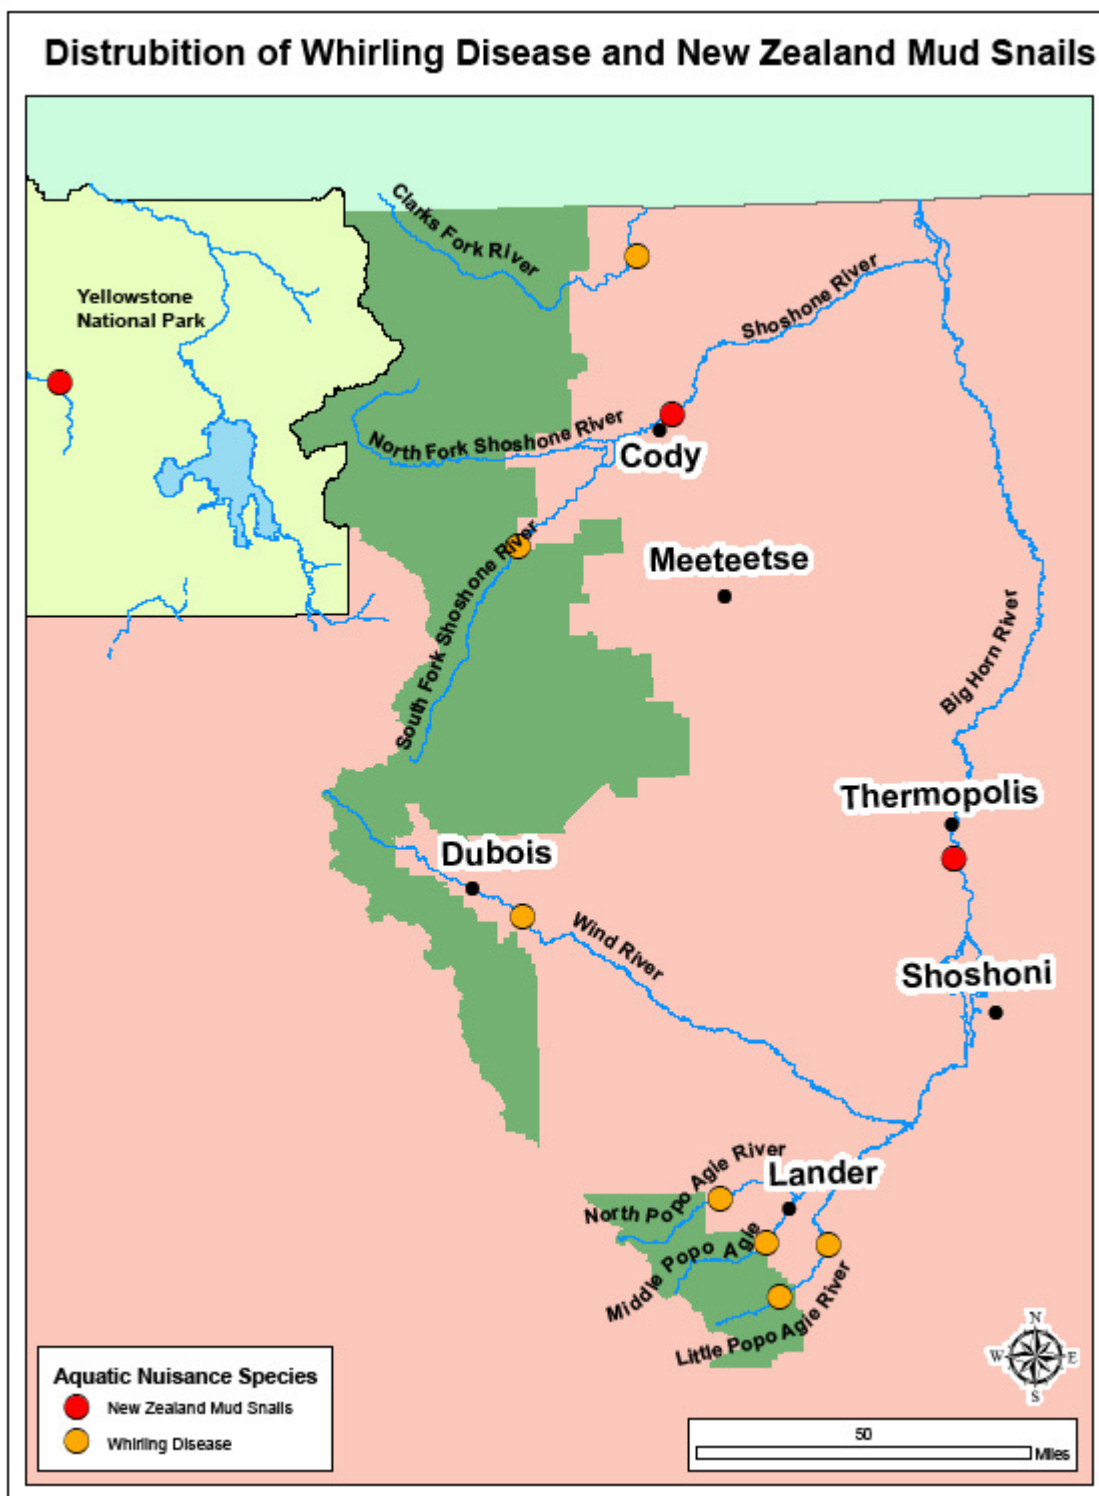 Distrubition of Whirling Disease and New Zealand Mud Snails
Clarks Fork River
Yellowstone
National Park
Shoshone River
North Fork Shoshone River
Cody
South Fork Shoshone River
Meeteetse
Big Horn River
Thermopolis
Dubois
Wind River
Shoshoni
North Popo Agie River
Lander
Middle Popo Agie
Little Popo Agie River
N
W
E
S
Aquatic Nuisance Species
New Zealand Mud Snails
Whirling Disease
50
Miles